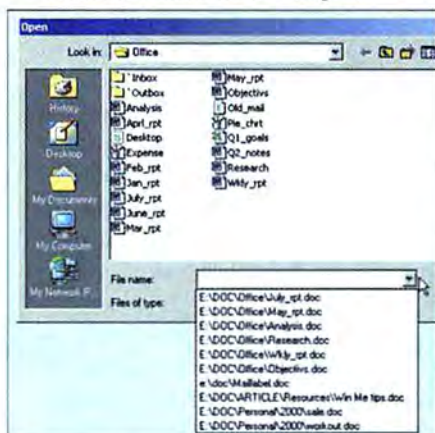 Open
Look in: Office
History
Desktop
My Documents
My Computer
My Network P...
`Inbox
`Outbox
Analysis
Aprl_rpt
Desktop
Expense
Feb_rpt
Jan_rpt
July_rpt
June_rpt
Mar_rpt
May_rpt
Objectivs
Old_mail
Pie_chrt
Q1_goals
Q2_notes
Research
Wkly_rpt
File name:
Files of type:
E:\DOC\Office\July_rpt.doc
E:\DOC\Office\May_rpt.doc
E:\DOC\Office\Analysis.doc
E:\DOC\Office\Research.doc
E:\DOC\Office\Wkly_rpt.doc
E:\DOC\Office\Objectivs.doc
e:\doc\Maillabel.doc
E:\DOC\ARTICLE\Resources\Win Me tips.doc
E:\DOC\Personal\2000\sale.doc
E:\DOC\Personal\2000\workout.doc